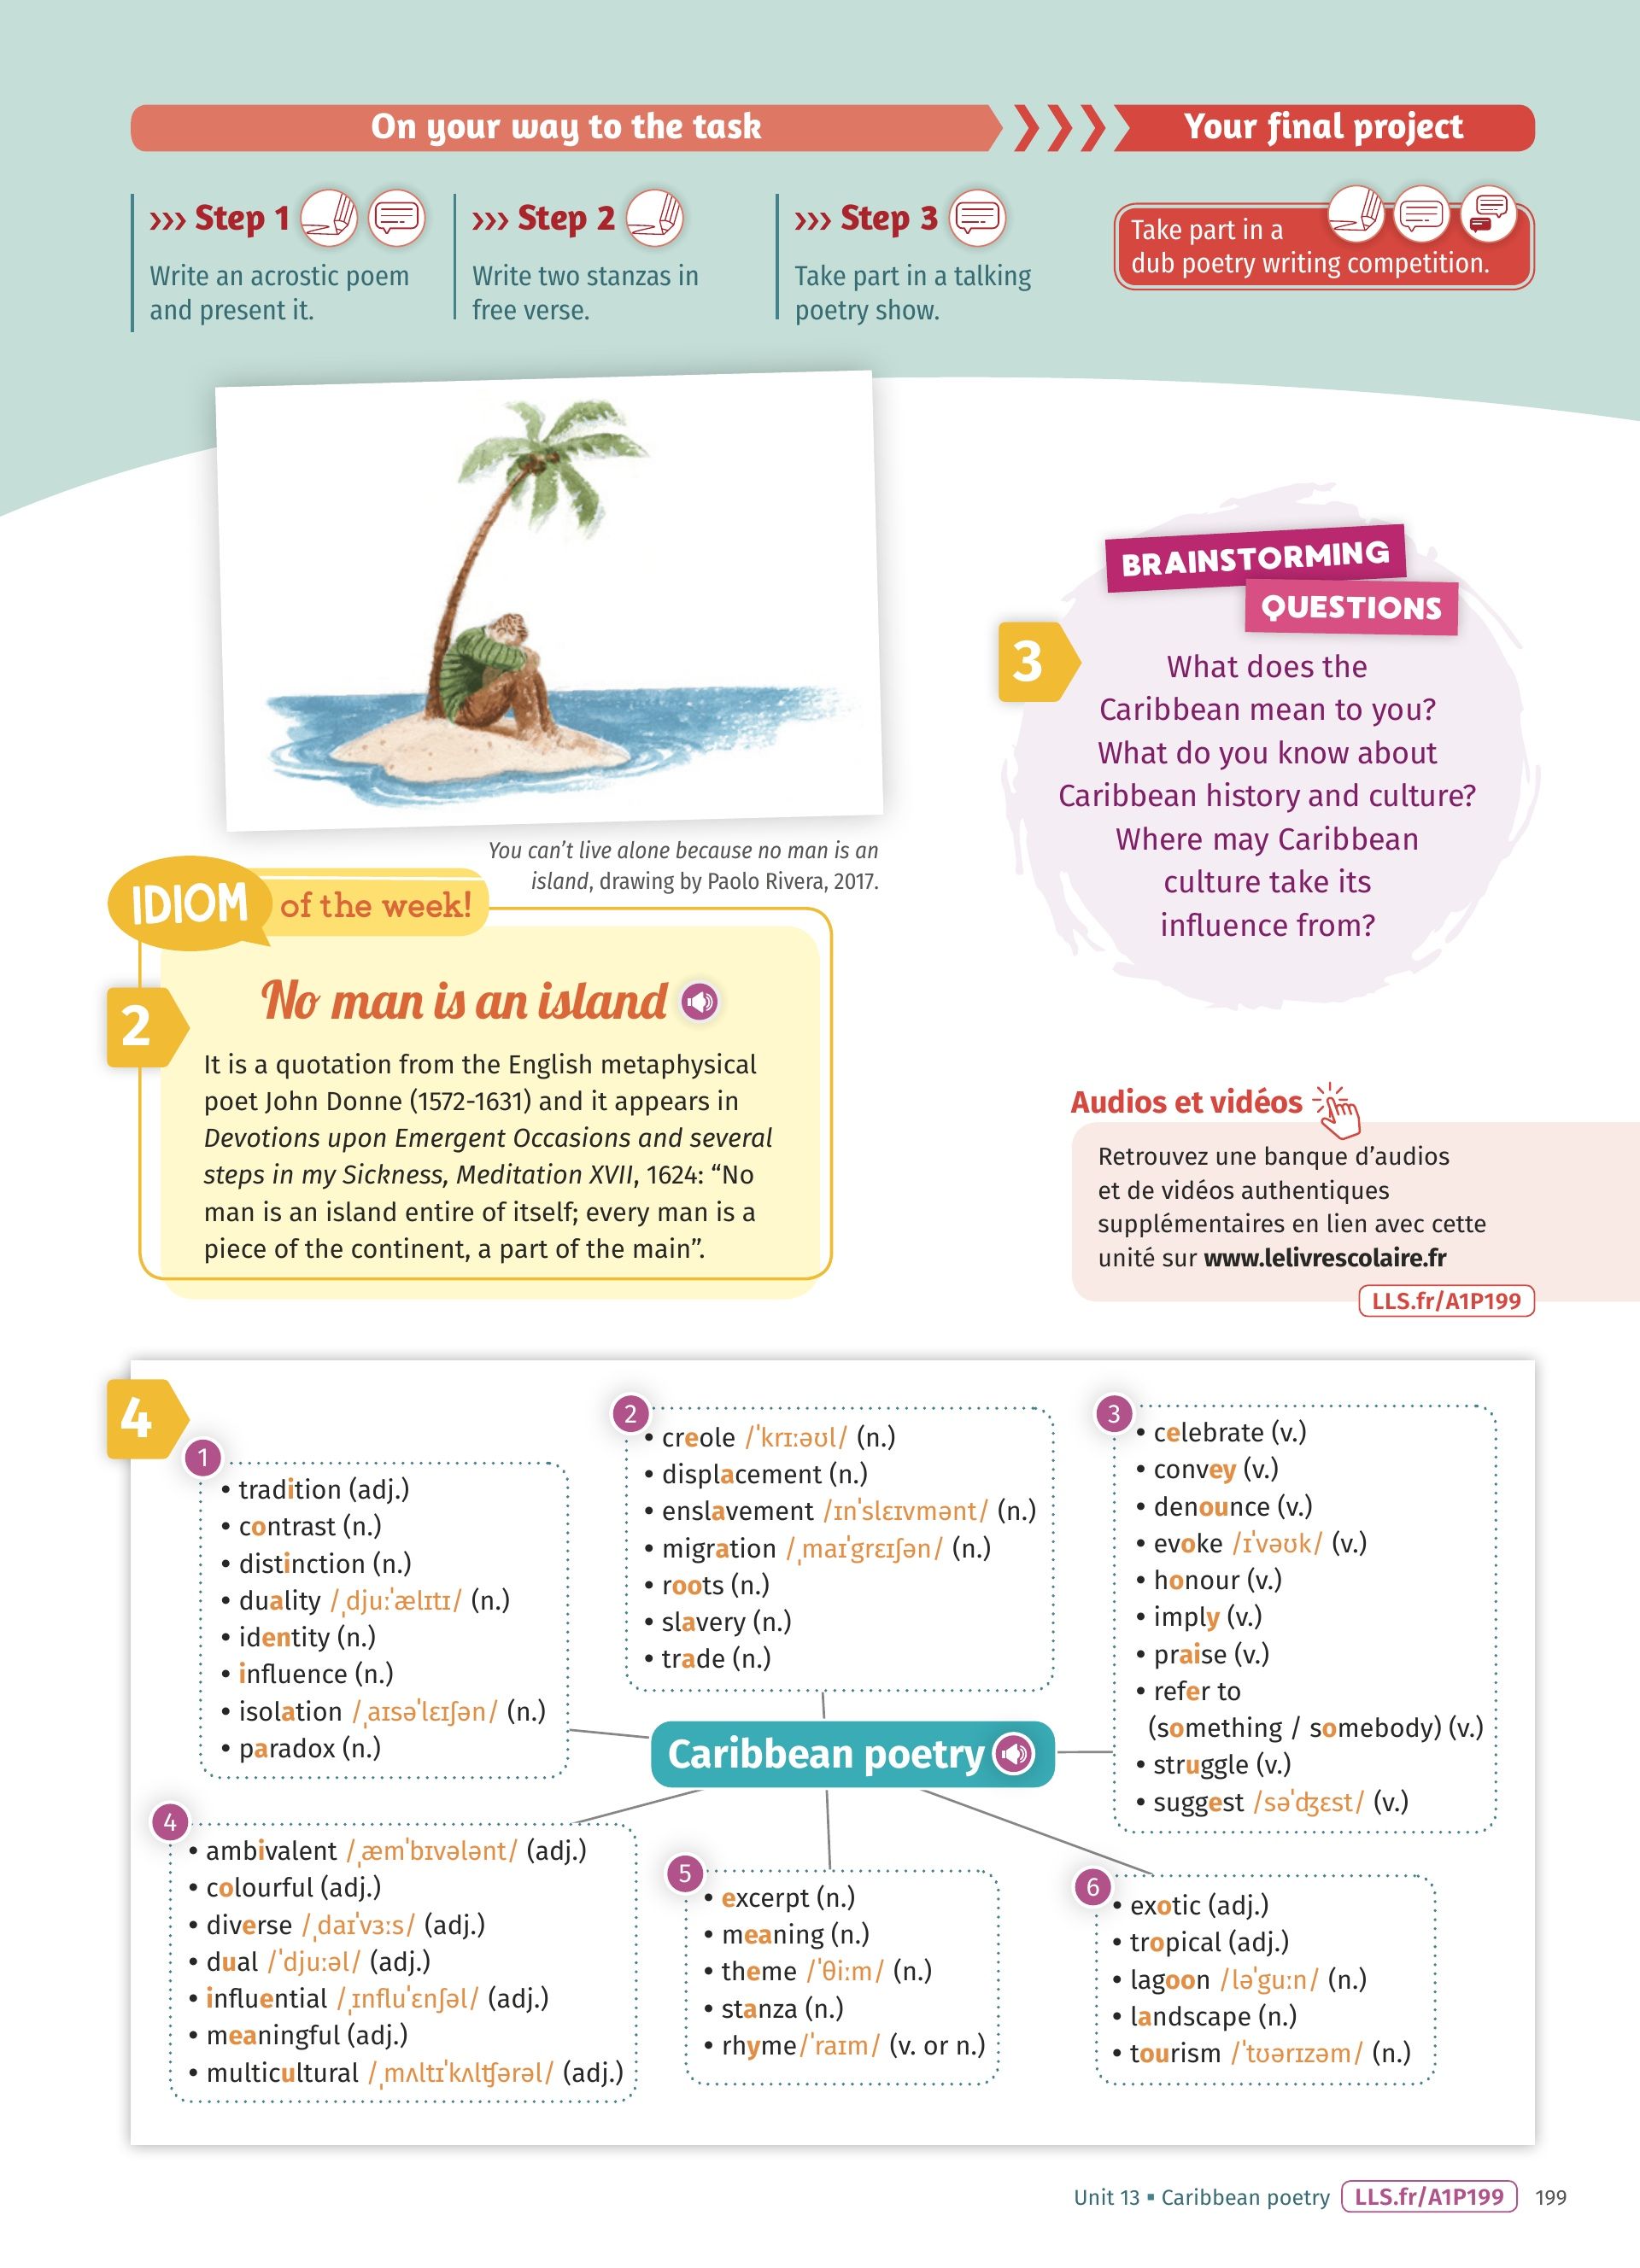 On your way to the task
Your final project
››› Step 1
Write an acrostic poem
and present it.
››› Step 2
Write two stanzas in
free verse.
››› Step 3
Take part in a talking
poetry show.
Take part in a
dub poetry writing competition.
You can't live alone because no man is an
island, drawing by Paolo Rivera, 2017.
IDIOM of the week!
2
No man is an island
It is a quotation from the English metaphysical
poet John Donne (1572-1631) and it appears in
Devotions upon Emergent Occasions and several
steps in my Sickness, Meditation XVII, 1624: “No
man is an island entire of itself; every man is a
piece of the continent, a part of the main”.
BRAINSTORMING
QUESTIONS
3
What does the
Caribbean mean to you?
What do you know about
Caribbean history and culture?
Where may Caribbean
culture take its
influence from?
Audios et vidéos
Retrouvez une banque d'audios
et de vidéos authentiques
supplémentaires en lien avec cette
unité sur www.lelivrescolaire.fr
LLS.fr/A1P199
4
1
• tradition (adj.)
• contrast (n.)
• distinction (n.)
• duality /ˌdjuːˈælɪtɪ/ (n.)
• identity (n.)
• influence (n.)
• isolation /ˌaɪsəˈlɛɪʃən/ (n.)
• paradox (n.)
2
• creole /ˈkrɪːəʊl/ (n.)
• displacement (n.)
• enslavement /ɪnˈslɛɪvmənt/ (n.)
• migration /ˌmaɪˈgrɛɪʃən/ (n.)
• roots (n.)
• slavery (n.)
• trade (n.)
3
• celebrate (v.)
• convey (v.)
• denounce (v.)
• evoke /ɪˈvəʊk/ (v.)
• honour (v.)
• imply (v.)
• praise (v.)
• refer to
(something / somebody) (v.)
• struggle (v.)
• suggest /səˈʤɛst/ (v.)
Caribbean poetry
4
• ambivalent /ˌæmˈbɪvələnt/ (adj.)
• colourful (adj.)
• diverse /ˌdaɪˈvɜːs/ (adj.)
• dual /ˈdjuːəl/ (adj.)
• influential /ˌɪnfluˈɛnʃəl/ (adj.)
• meaningful (adj.)
• multicultural /ˌmʌltɪˈkʌlʧərəl/ (adj.)
5
• excerpt (n.)
• meaning (n.)
• theme /ˈθiːm/ (n.)
• stanza (n.)
• rhyme/ˈraɪm/ (v. or n.)
6
• exotic (adj.)
• tropical (adj.)
• lagoon /ləˈguːn/ (n.)
• landscape (n.)
• tourism /ˈtʊərɪzəm/ (n.)
Unit 13 ▪ Caribbean poetry LLS.fr/A1P199 199